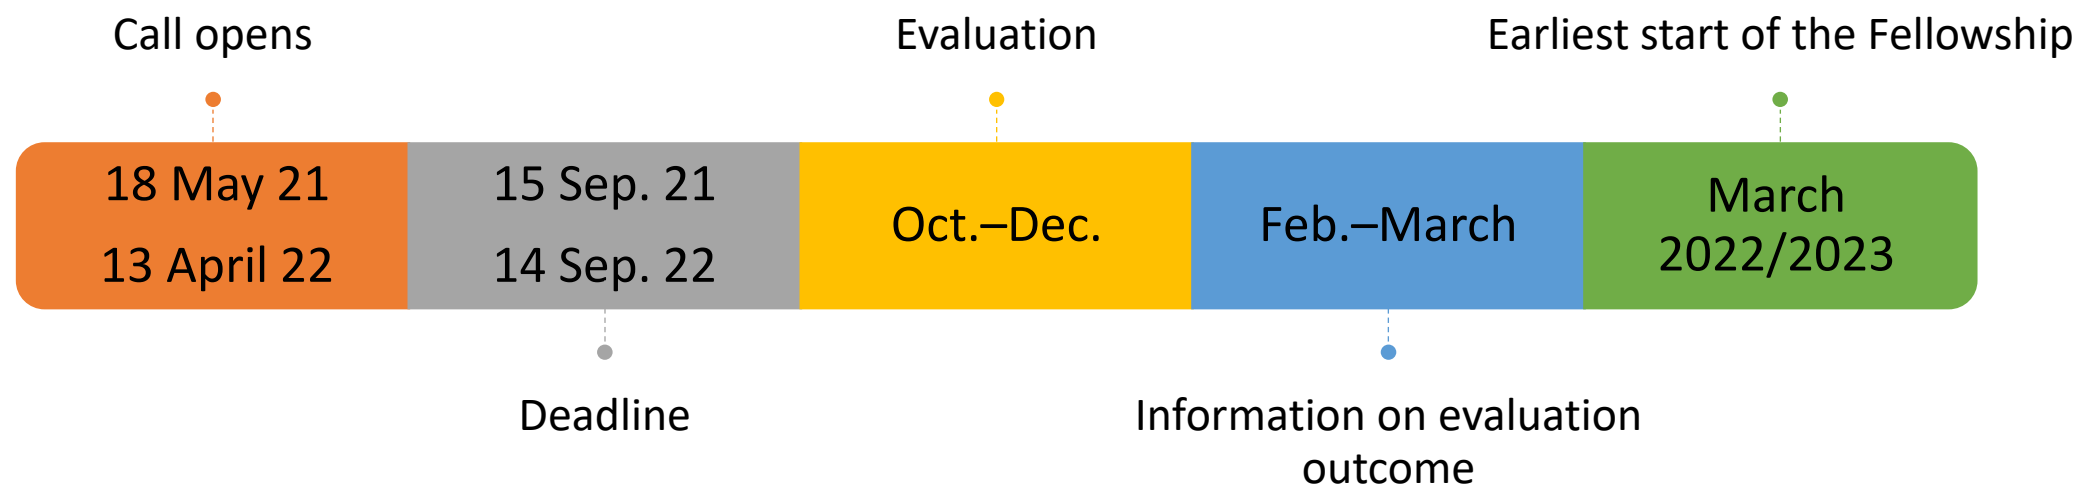 Call opens
Evaluation
Earliest start of the Fellowship
18 May 21
13 April 22
15 Sep. 21
14 Sep. 22
Oct.–Dec.
Feb.–March
March
2022/2023
Deadline
Information on evaluation
outcome